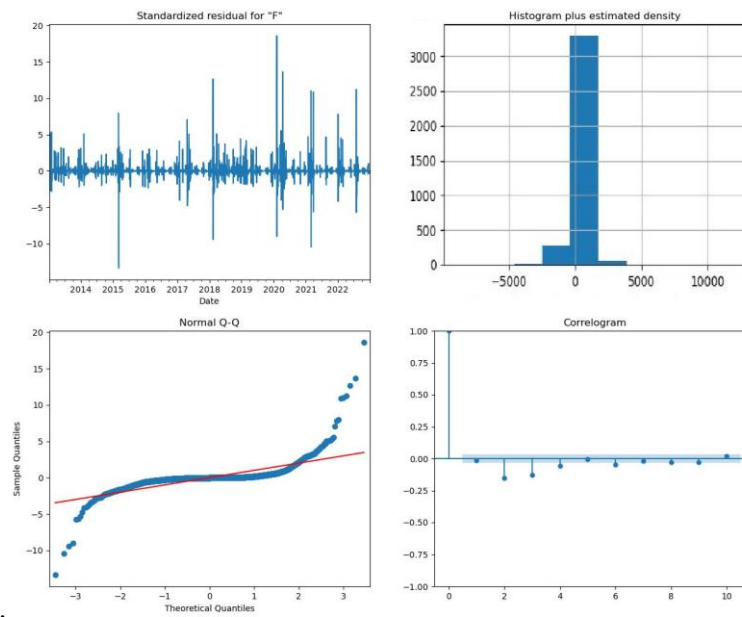 Standardized residual for "F"
20
15
10
5
0
−5
−10
2014 2015 2016 2017 2018 2019 2020 2021 2022
Date
Histogram plus estimated density
3000
2500
2000
1500
1000
500
0
−5000 0 5000 10000
Normal Q-Q
20
15
10
5
0
−5
−10
Sample Quantiles
−3 −2 −1 0 1 2 3
Theoretical Quantiles
Correlogram
1.00
0.75
0.50
0.25
0.00
−0.25
−0.50
−0.75
−1.00
0 2 4 6 8 10
.